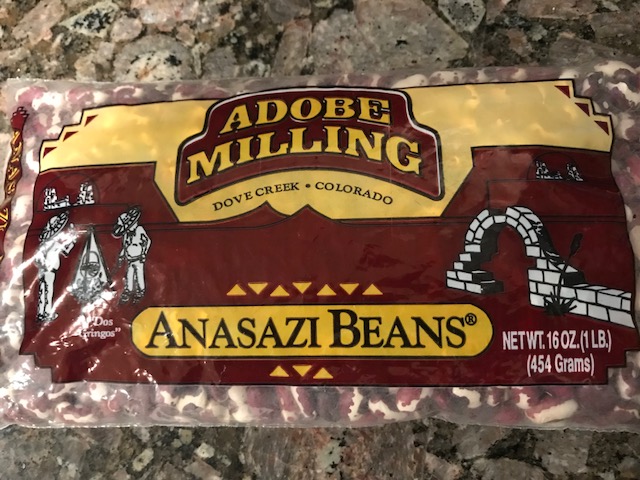 ADOBE
MILLING
DOVE CREEK • COLORADO
"Dos
Gringos"
ANASAZI BEANS®
NET WT. 16 OZ. (1 LB.)
(454 Grams)